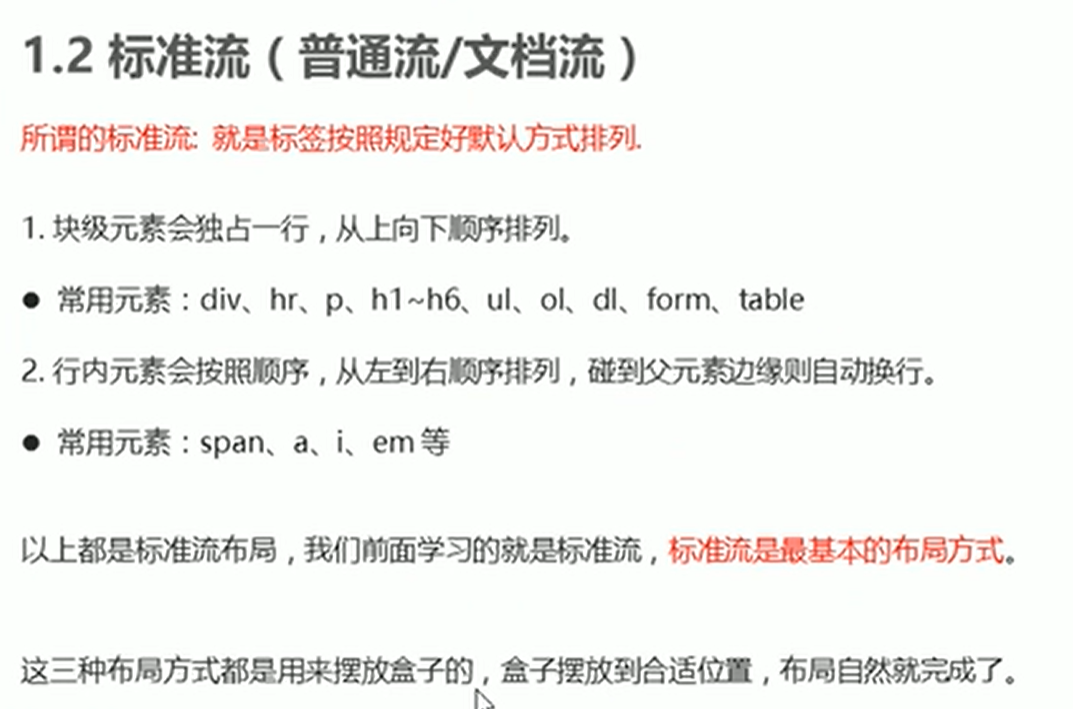 1.2 标准流（普通流/文档流）
所谓的标准流: 就是标签按照规定好默认方式排列.
1. 块级元素会独占一行，从上向下顺序排列。
● 常用元素：div、hr、p、h1~h6、ul、ol、dl、form、table
2. 行内元素会按照顺序，从左到右顺序排列，碰到父元素边缘则自动换行。
● 常用元素：span、a、i、em 等
以上都是标准流布局，我们前面学习的就是标准流，标准流是最基本的布局方式。
这三种布局方式都是用来摆放盒子的，盒子摆放到合适位置，布局自然就完成了。